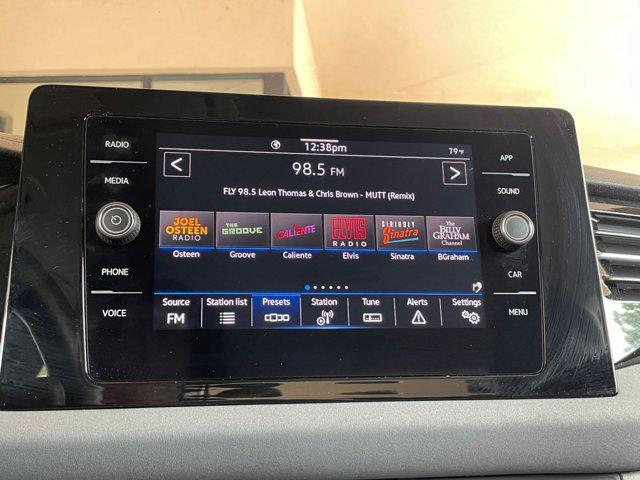 RADIO
MEDIA
PHONE
VOICE
12:38pm
79°F
98.5 FM
FLY 98.5 Leon Thomas & Chris Brown - MUTT (Remix)
JOEL
OSTEEN
RADIO
THE
GROOVE
CALIENTE
ELVIS
RADIO
SIRIUSLY
SINATRA
The
BILLY
GRAHAM
Channel
Osteen
Groove
Caliente
Elvis
Sinatra
BGraham
Source
FM
Station list
Presets
Station
Tune
Alerts
Settings
APP
SOUND
CAR
MENU